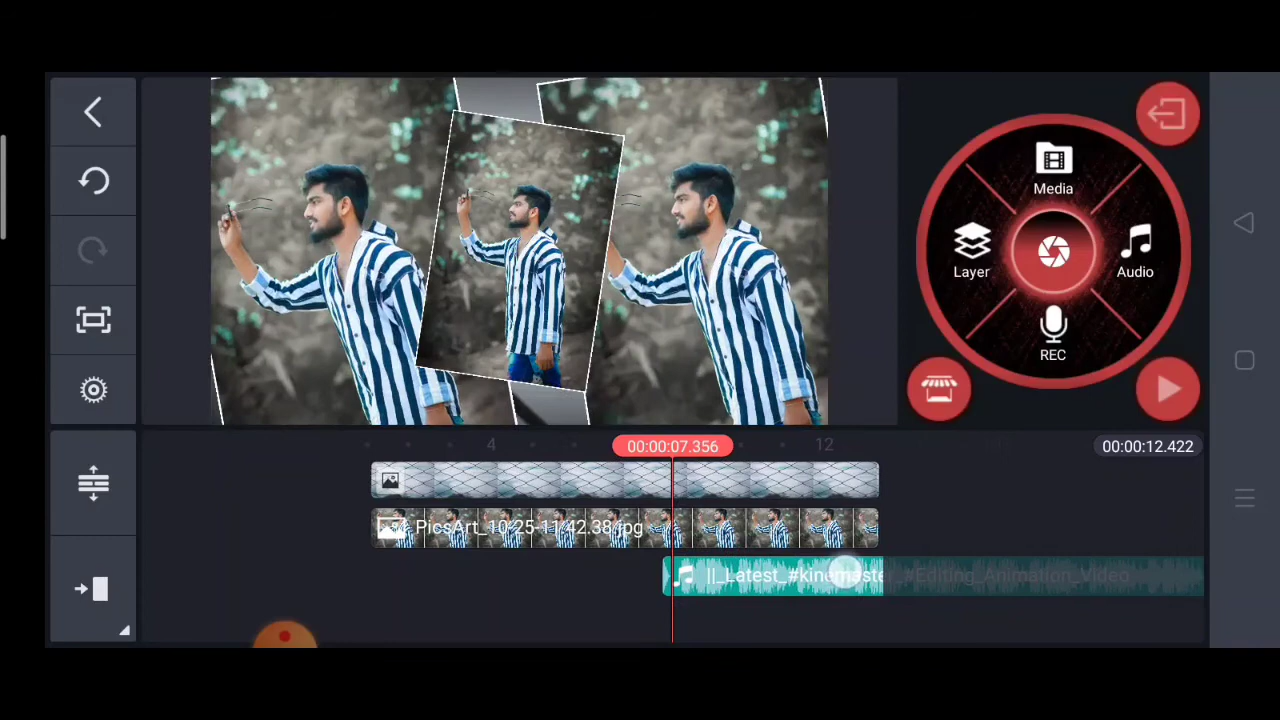 Media
Layer
Audio
REC
4
00:00:07.356
12
00:00:12.422
PicsArt_10-25-11.42.38.jpg
||_Latest_#kinemaste _#Editing_Animation_Video